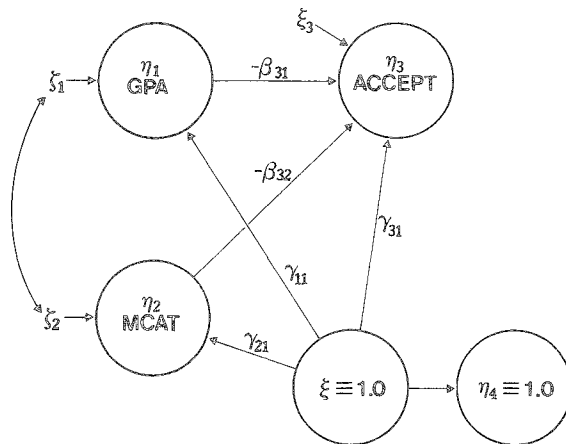 ξ₃
ζ₁
η₁
GPA
-β₃₁
η₃
ACCEPT
-β₃₂
γ₃₁
γ₁₁
ζ₂
η₂
MCAT
γ₂₁
ξ ≡ 1.0
η₄ ≡ 1.0